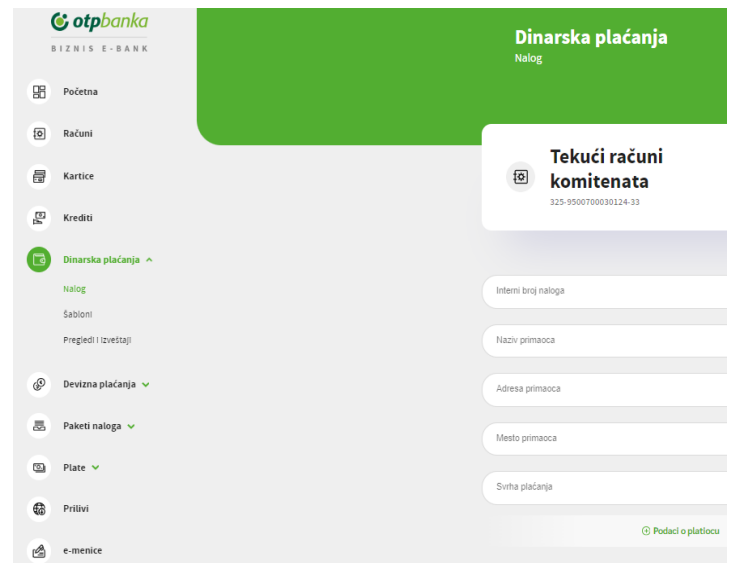 otpbanka
BIZNIS E-BANK
Početna
Računi
Kartice
Krediti
Dinarska plaćanja
Nalog
Šabloni
Pregledi i izveštaji
Devizna plaćanja
Paketi naloga
Plate
Prilivi
e-menice
Dinarska plaćanja
Nalog
Tekući računi
komitenata
325-9500700030124-33
Interni broj naloga
Naziv primaoca
Adresa primaoca
Mesto primaoca
Svrha plaćanja
Podaci o platiocu